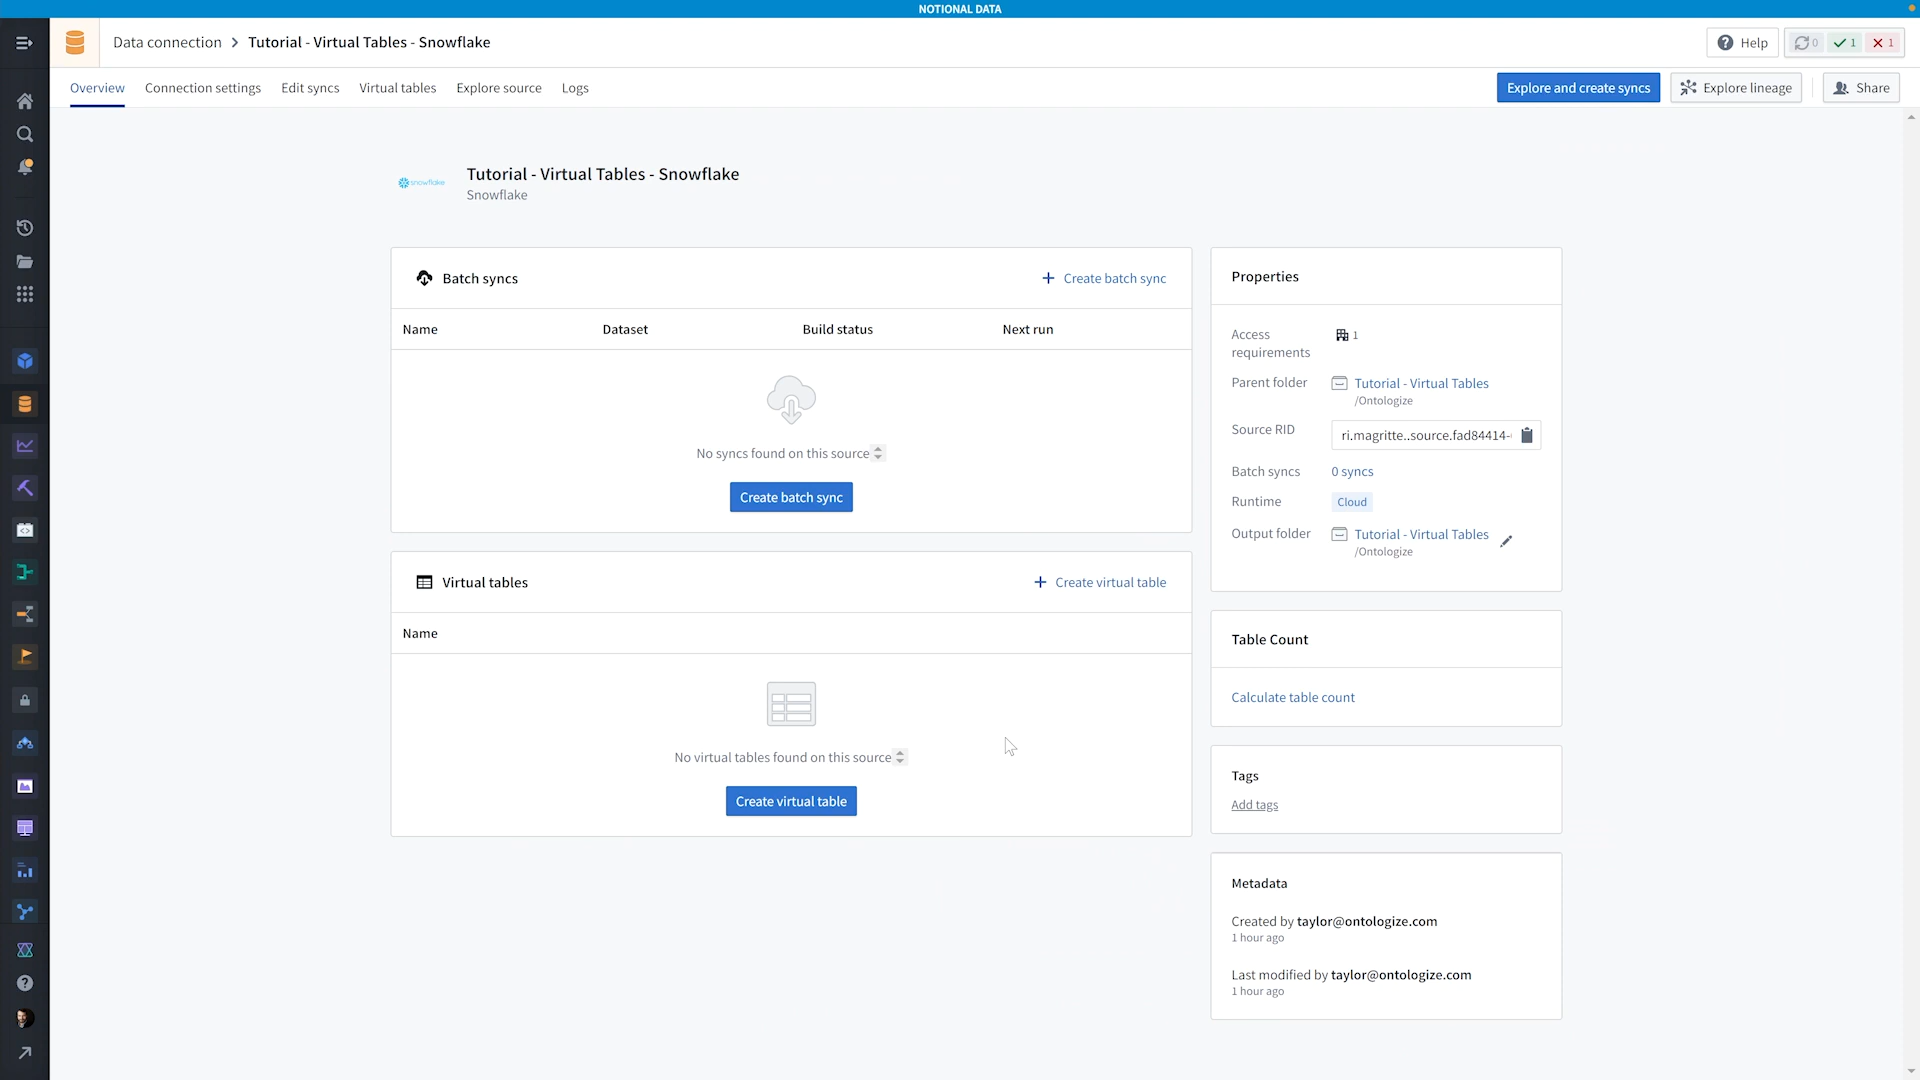 NOTIONAL DATA
Data connection > Tutorial - Virtual Tables - Snowflake
Help
0
1
1
Overview
Connection settings
Edit syncs
Virtual tables
Explore source
Logs
Explore and create syncs
Explore lineage
Share
snowflake
Tutorial - Virtual Tables - Snowflake
Snowflake
Batch syncs
+ Create batch sync
Name Dataset Build status Next run
No syncs found on this source
Create batch sync
Virtual tables
+ Create virtual table
Name
No virtual tables found on this source
Create virtual table
Properties
Access requirements
1
Parent folder
Tutorial - Virtual Tables
/Ontologize
Source RID
ri.magritte..source.fad84414-
Batch syncs
0 syncs
Runtime
Cloud
Output folder
Tutorial - Virtual Tables
/Ontologize
Table Count
Calculate table count
Tags
Add tags
Metadata
Created by taylor@ontologize.com
1 hour ago
Last modified by taylor@ontologize.com
1 hour ago